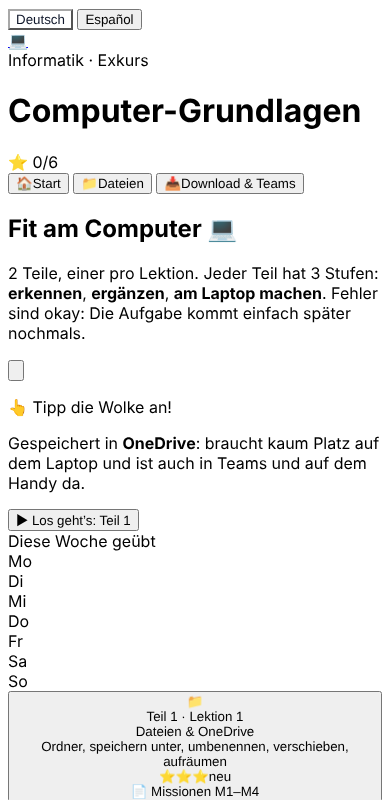 Deutsch Español
💻
Informatik · Exkurs
Computer-Grundlagen
⭐ 0/6
🏠Start 📁Dateien 📥Download & Teams
Fit am Computer 💻
2 Teile, einer pro Lektion. Jeder Teil hat 3 Stufen:
erkennen, ergänzen, am Laptop machen. Fehler
sind okay: Die Aufgabe kommt einfach später
nochmals.
👆 Tipp die Wolke an!
Gespeichert in OneDrive: braucht kaum Platz auf
dem Laptop und ist auch in Teams und auf dem
Handy da.
▶ Los geht's: Teil 1
Diese Woche geübt
Mo
Di
Mi
Do
Fr
Sa
So
📁
Teil 1 · Lektion 1
Dateien & OneDrive
Ordner, speichern unter, umbenennen, verschieben,
aufräumen
⭐⭐⭐neu
📄 Missionen M1–M4